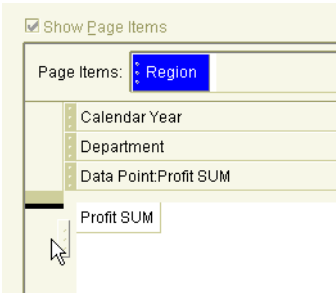 Show Page Items
Page Items: Region
Calendar Year
Department
Data Point:Profit SUM
Profit SUM